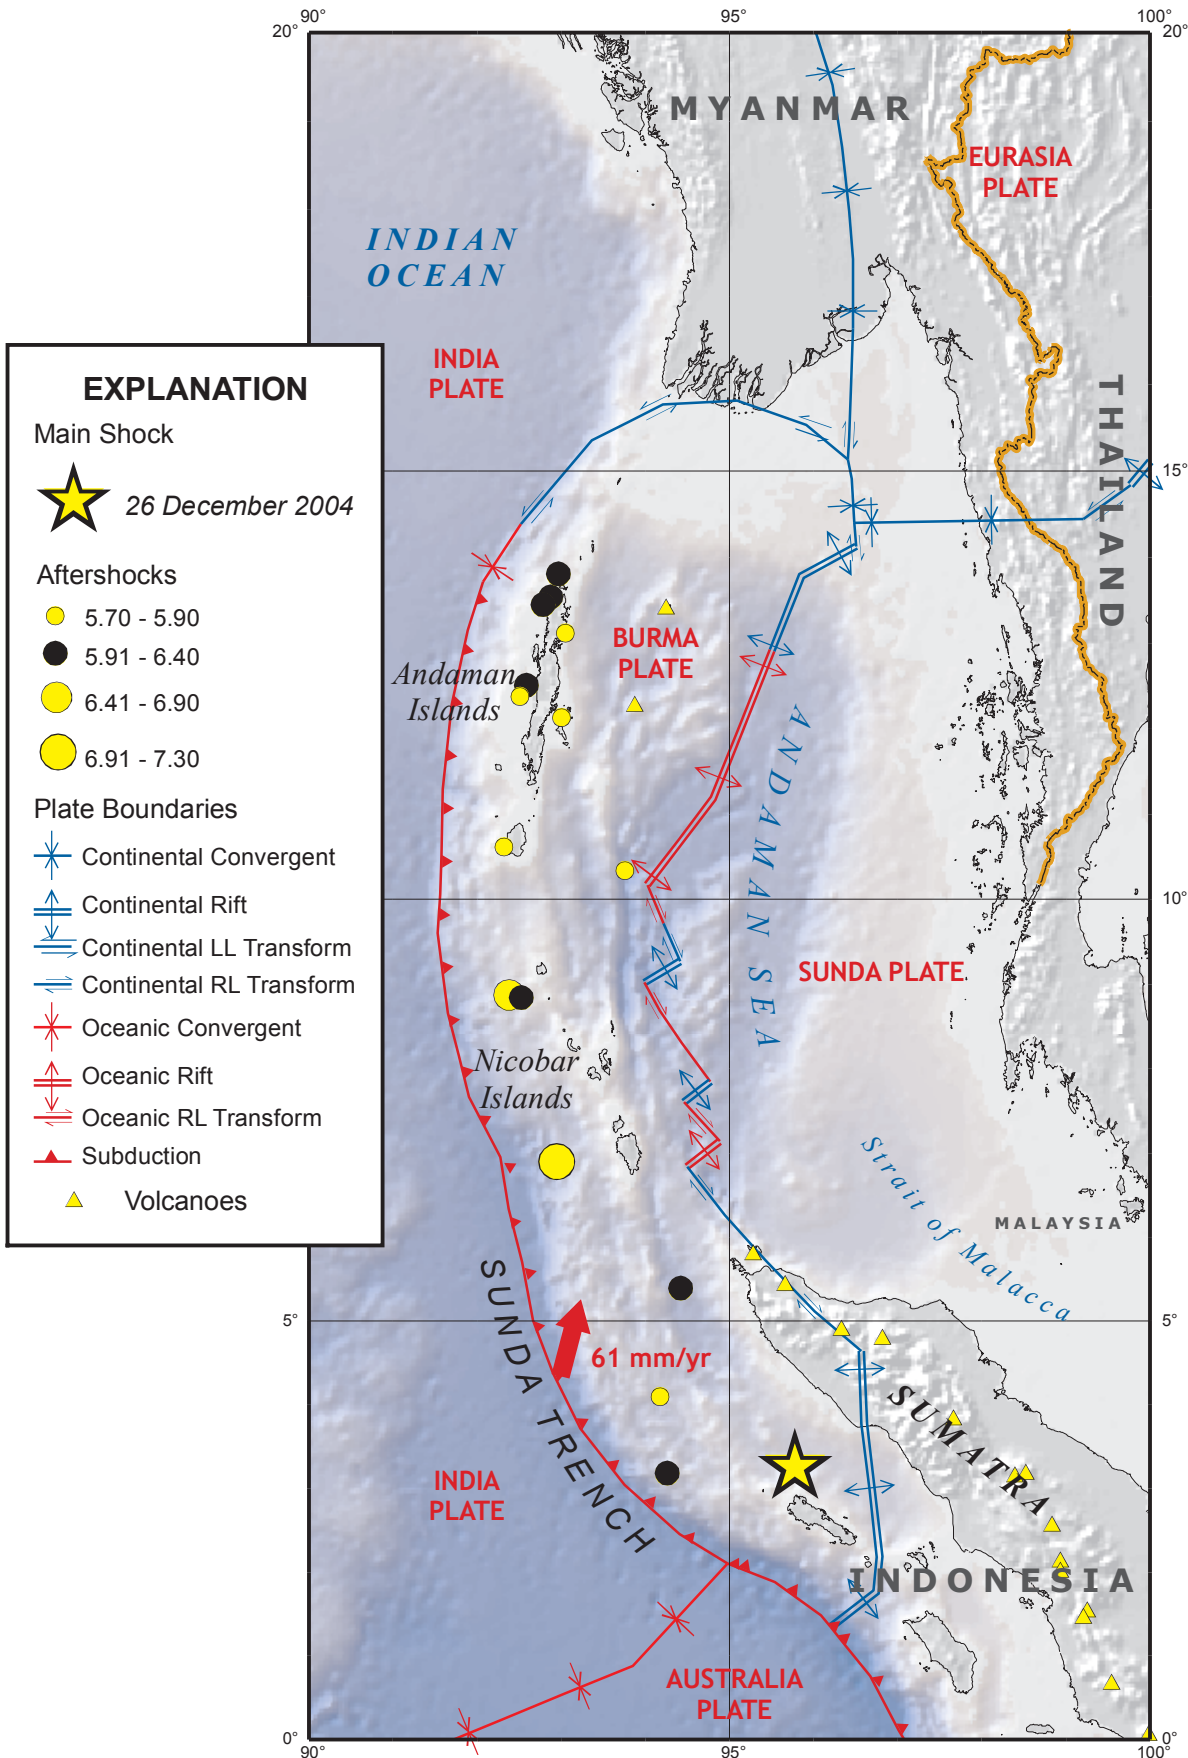 90°
95°
100°
20°
20°
MYANMAR
EURASIA
PLATE
INDIAN
OCEAN
INDIA
PLATE
THAILAND
15°
EXPLANATION
Main Shock
26 December 2004
Aftershocks
5.70 - 5.90
5.91 - 6.40
6.41 - 6.90
6.91 - 7.30
Plate Boundaries
Continental Convergent
Continental Rift
Continental LL Transform
Continental RL Transform
Oceanic Convergent
Oceanic Rift
Oceanic RL Transform
Subduction
Volcanoes
BURMA
PLATE
Andaman
Islands
ANDAMAN SEA
10°
SUNDA PLATE
Nicobar
Islands
Strait of Malacca
MALAYSIA
SUNDA TRENCH
5°
5°
61 mm/yr
SUMATRA
INDIA
PLATE
INDONESIA
AUSTRALIA
PLATE
0°
0°
90°
95°
100°